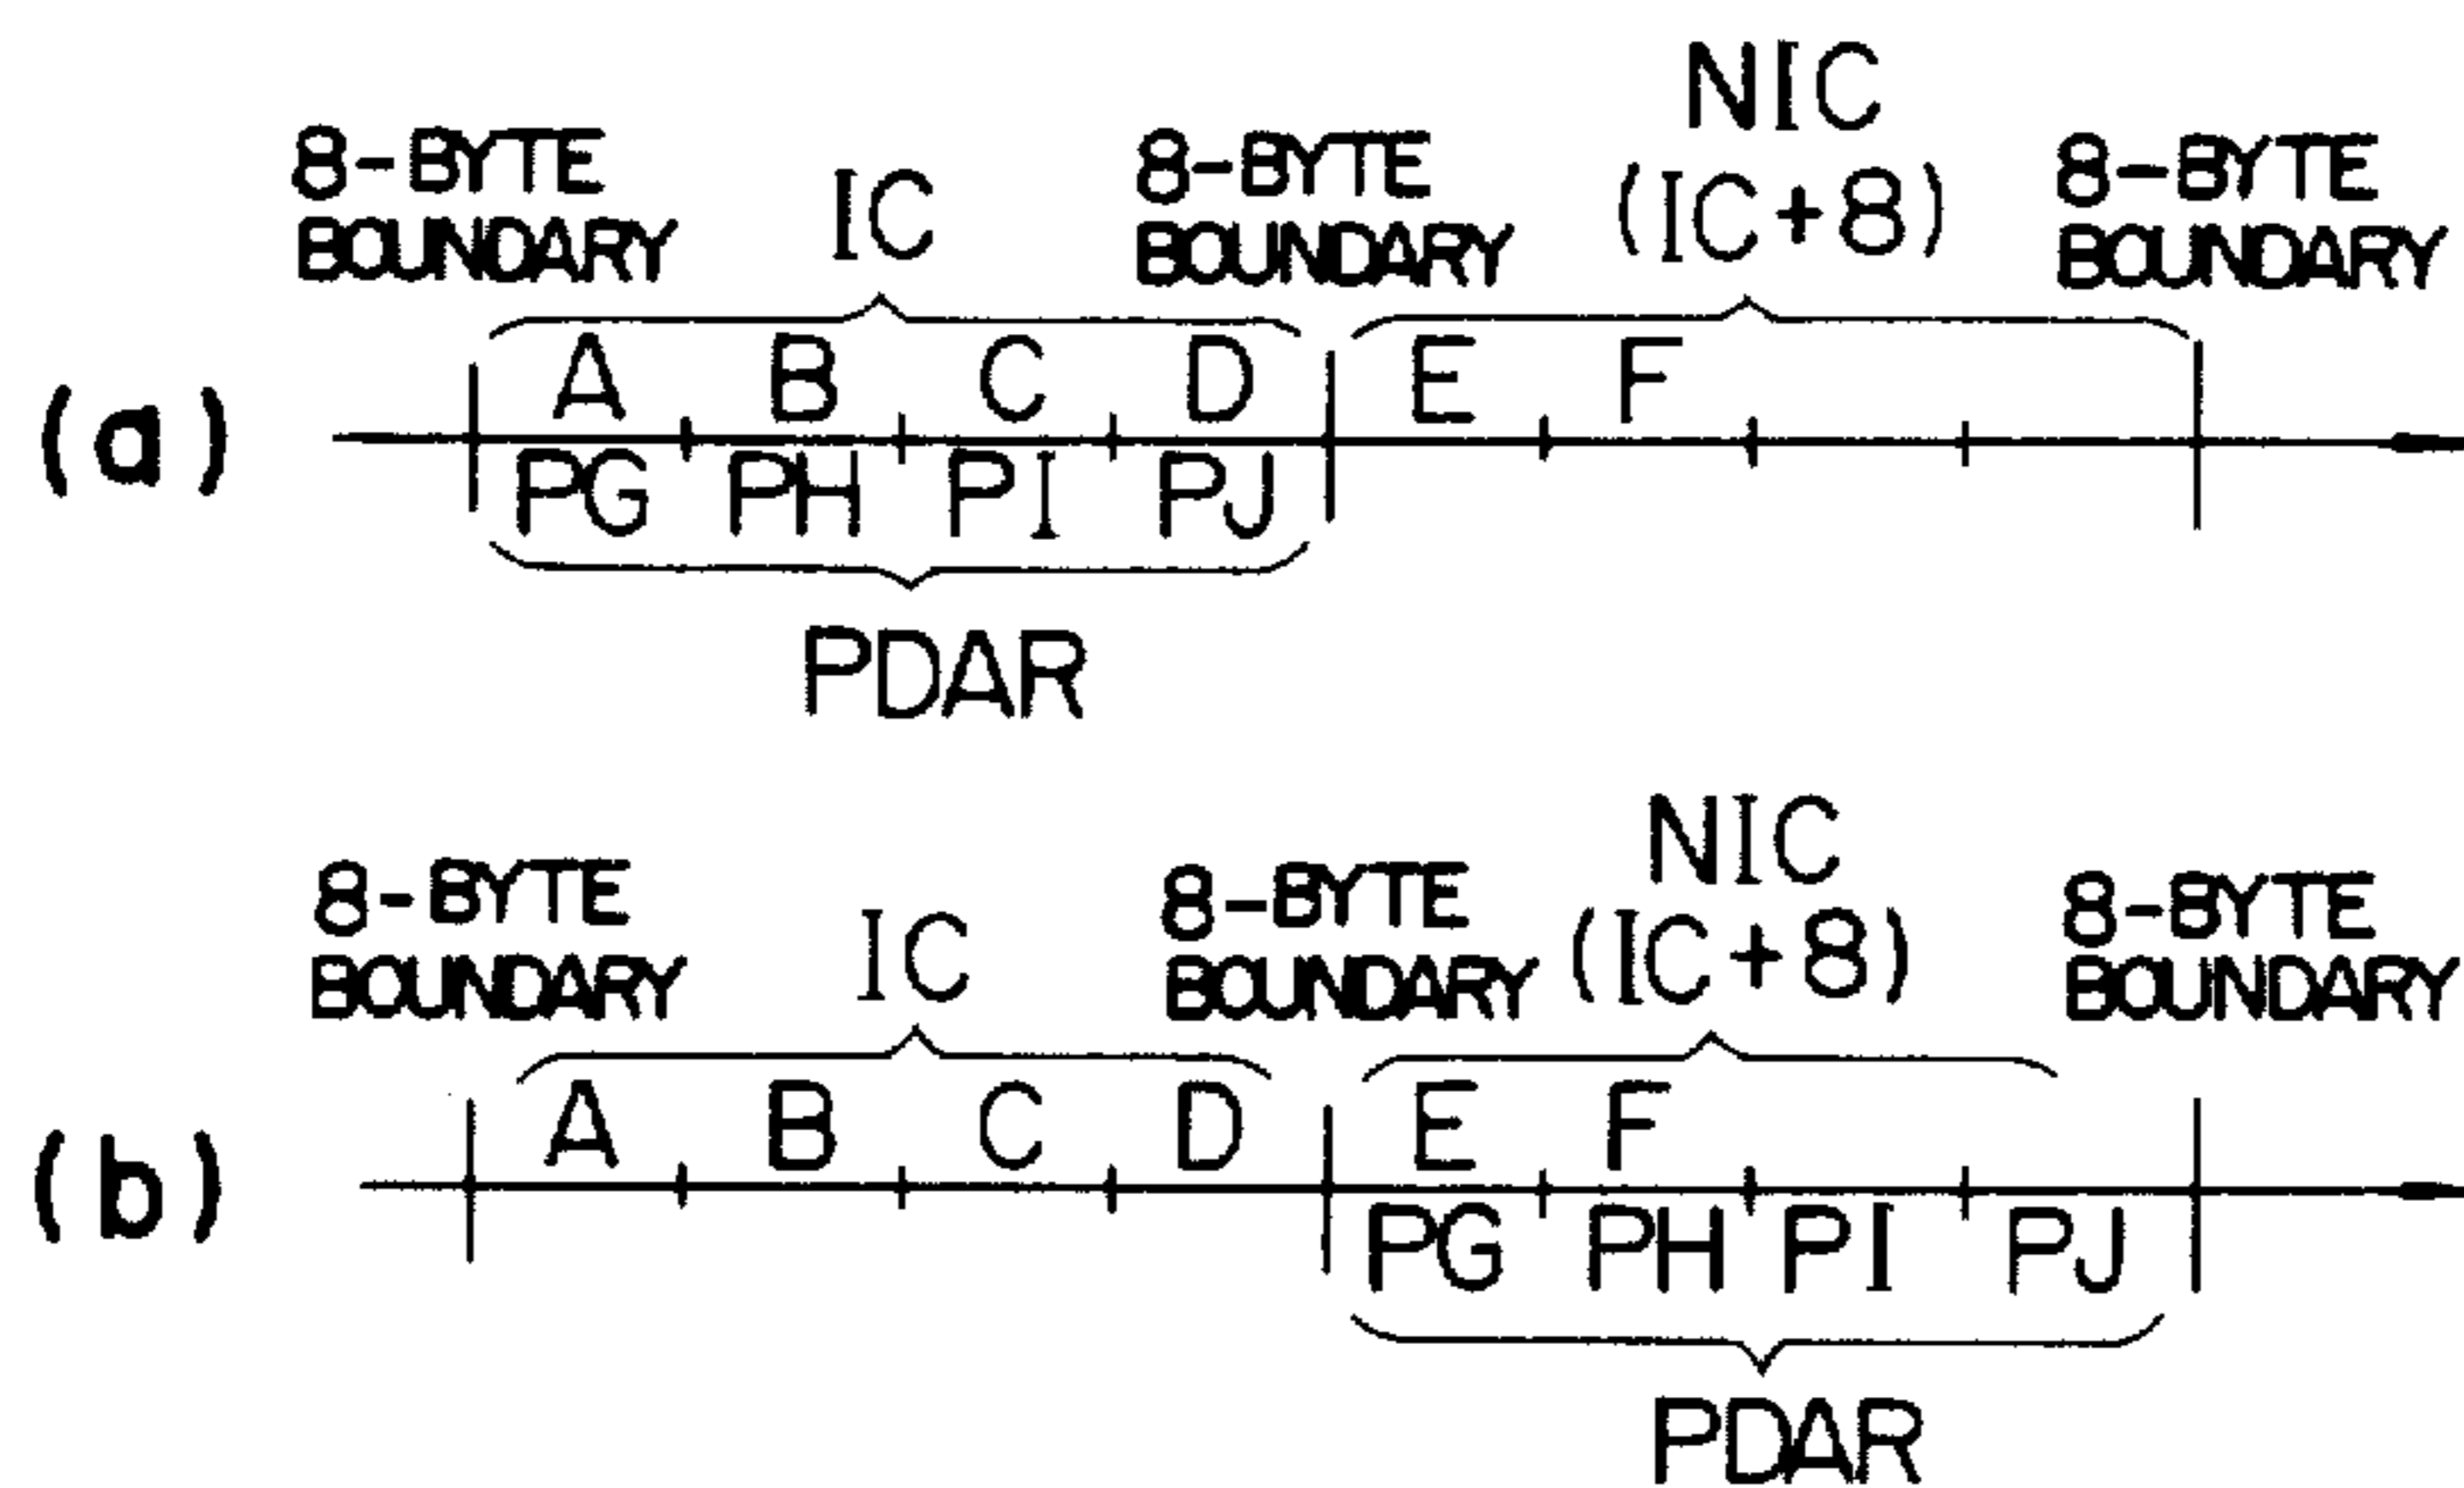 NIC
8-BYTE IC 8-BYTE (IC+8) 8-BYTE
BOUNDARY BOUNDARY BOUNDARY
A B C D E F
(a)
PG PH PI PJ
PDAR
NIC
8-BYTE IC 8-BYTE (IC+8) 8-BYTE
BOUNDARY BOUNDARY BOUNDARY
A B C D E F
(b)
PG PH PI PJ
PDAR